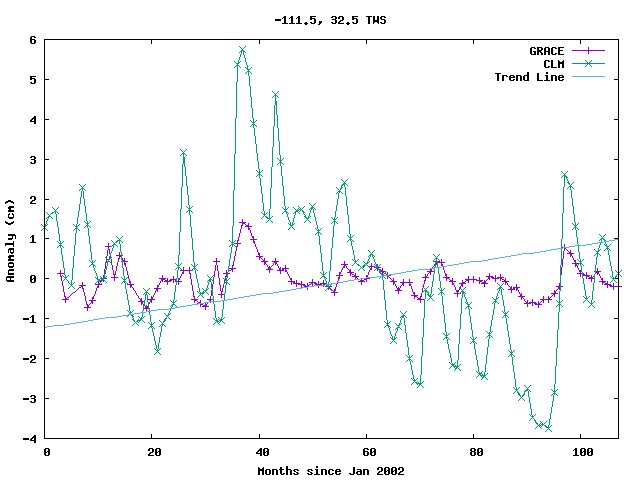 -111.5, 32.5 TWS
GRACE
CLM
Trend Line
Anomaly (cm)
6
5
4
3
2
1
0
-1
-2
-3
-4
0 20 40 60 80 100
Months since Jan 2002